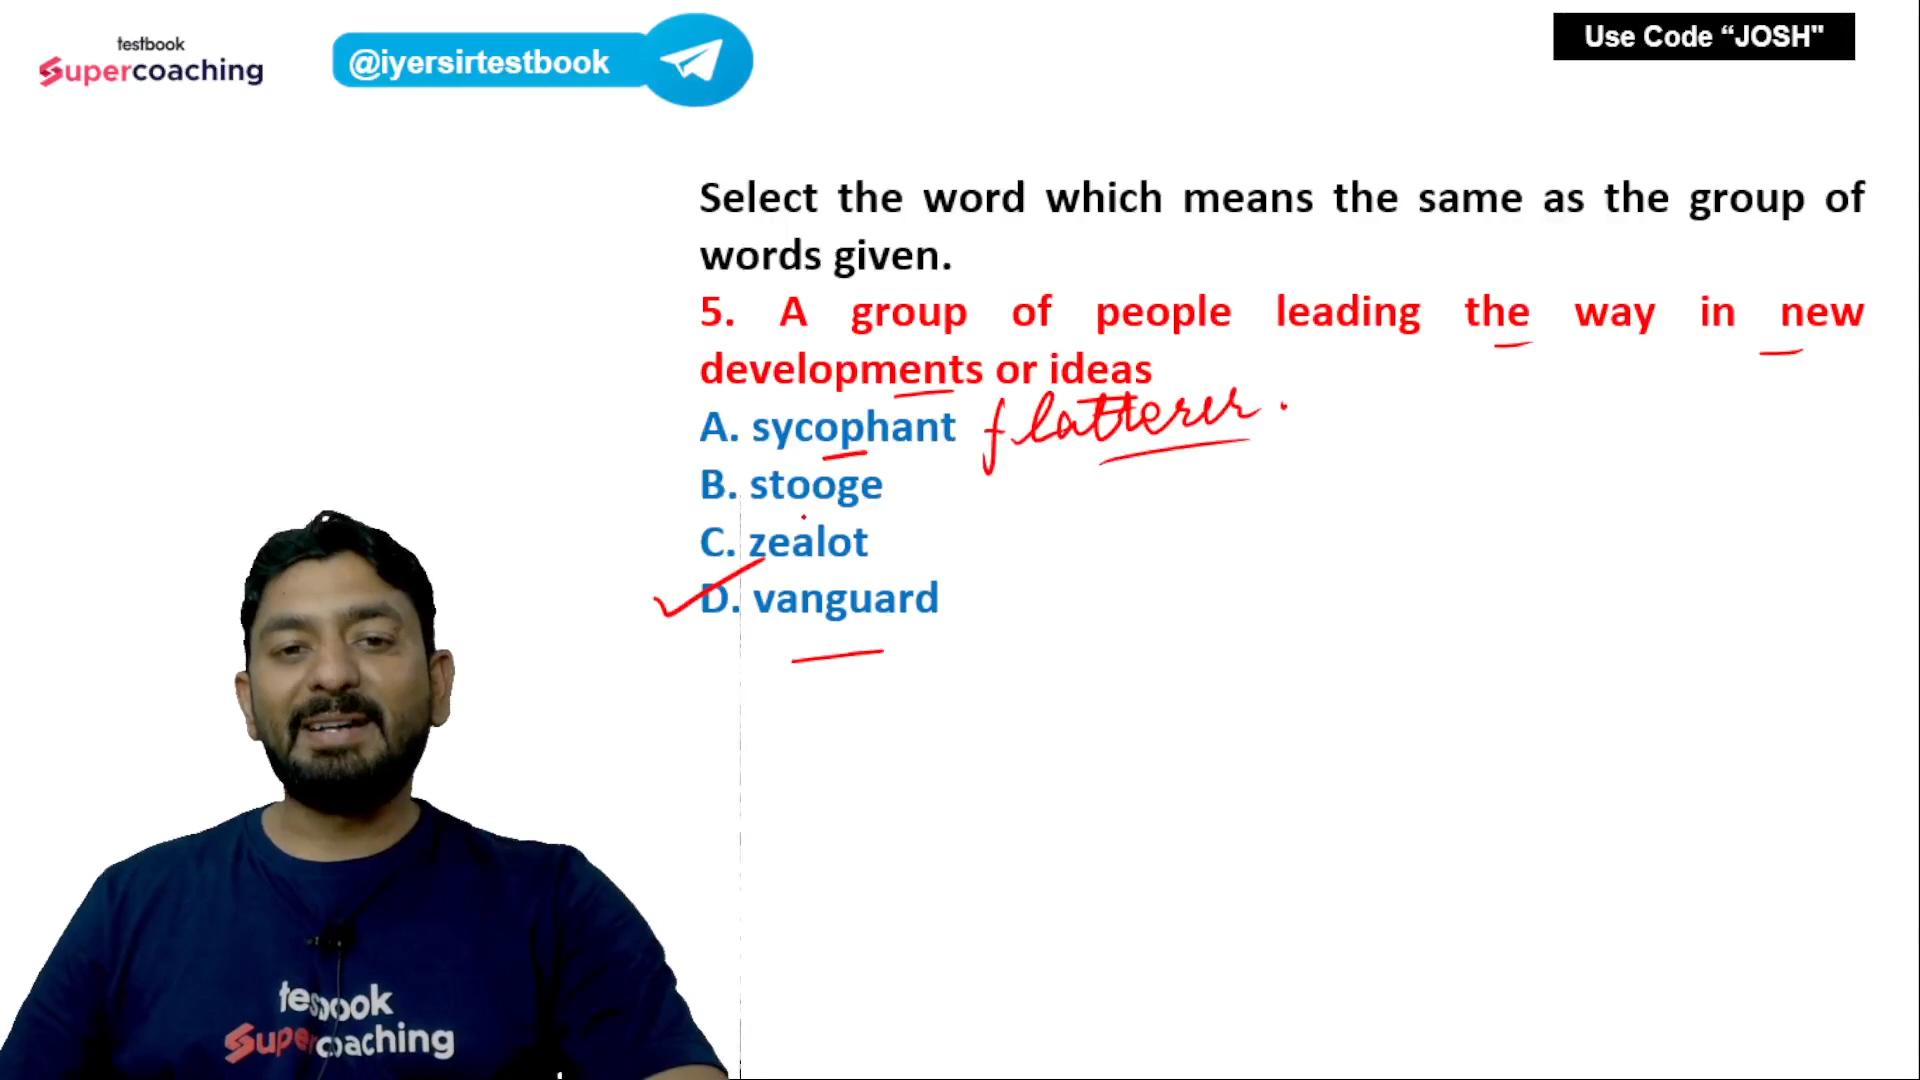 testbook
Supercoaching
@iyersirtestbook
Use Code “JOSH"
Select the word which means the same as the group of
words given.
5. A group of people leading the way in new
developments or ideas
A. sycophant flatterer.
B. stooge
C. zealot
D. vanguard
testbook
Supercoaching